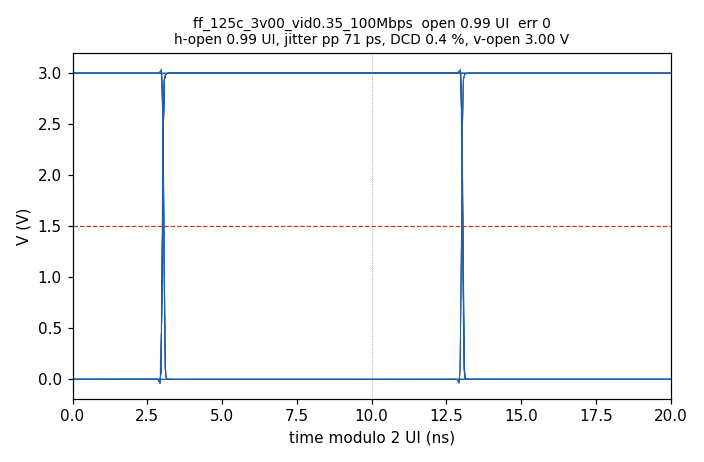 ff_125c_3v00_vid0.35_100Mbps  open 0.99 UI  err 0
h-open 0.99 UI, jitter pp 71 ps, DCD 0.4 %, v-open 3.00 V
3.0
2.5
2.0
1.5
1.0
0.5
0.0
V (V)
0.0 2.5 5.0 7.5 10.0 12.5 15.0 17.5 20.0
time modulo 2 UI (ns)